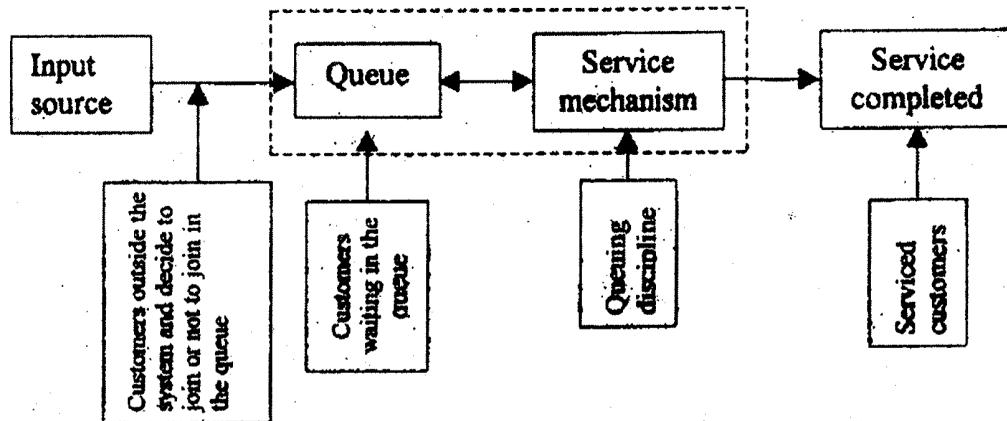 Input
source
Queue
Service
mechanism
Service
completed
Customers outside the
system and decide to
join or not to join in
the queue
Customers
waiting in the
queue
Queuing
discipline
Serviced
customers